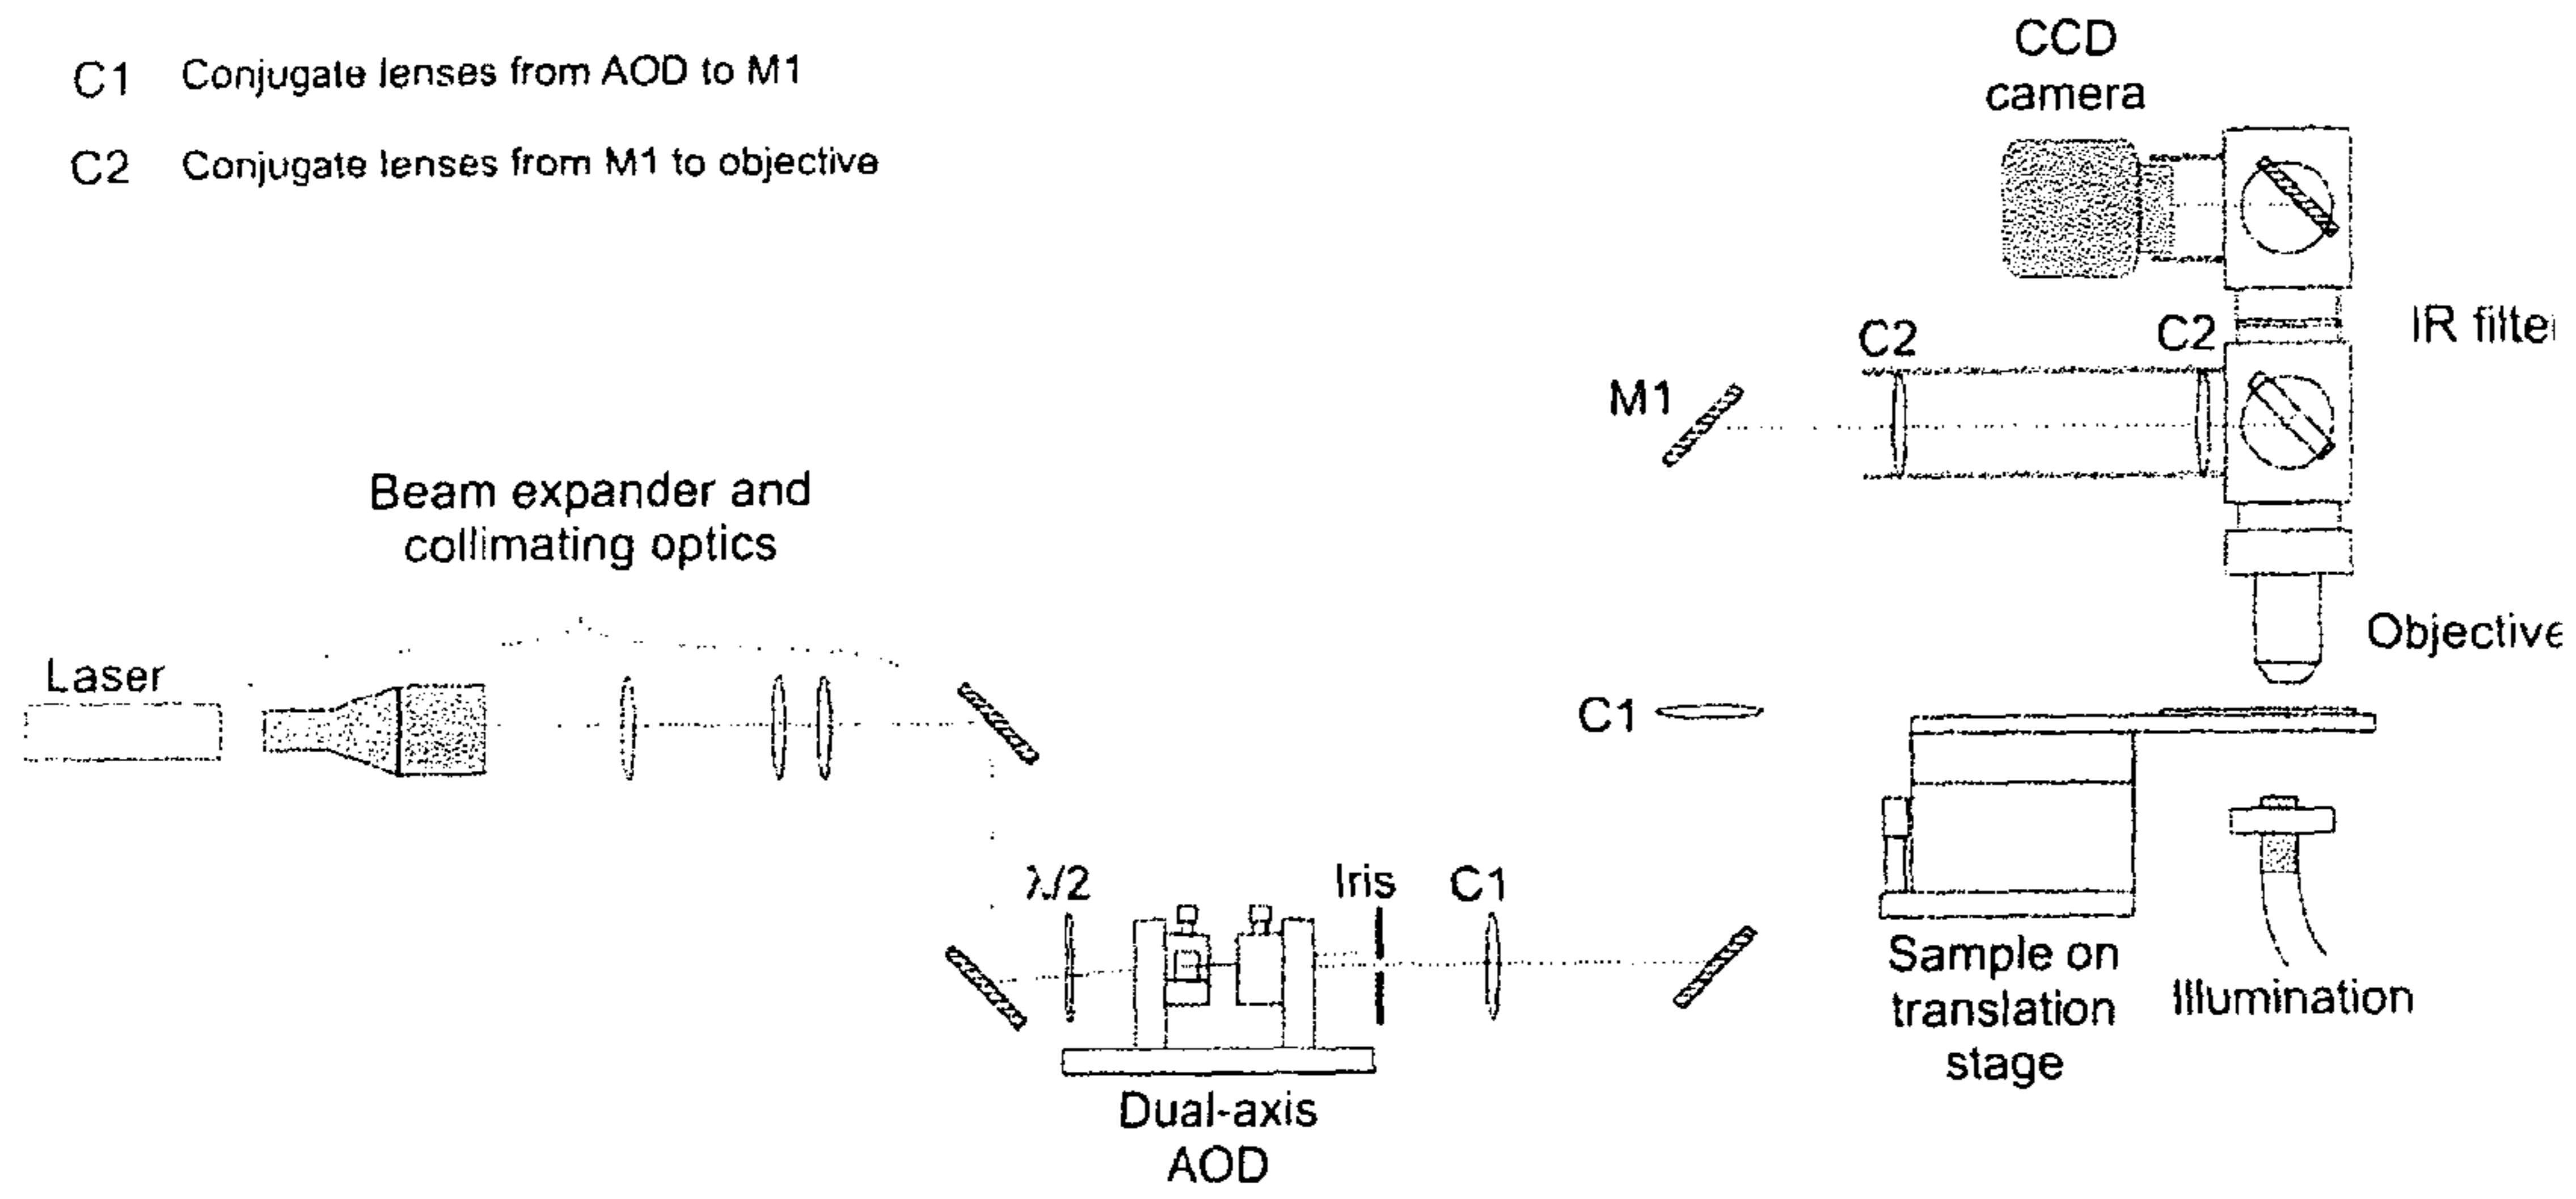 C1 Conjugate lenses from AOD to M1
C2 Conjugate lenses from M1 to objective
CCD
camera
IR filte
C2
C2
M1
Beam expander and
collimating optics
Laser
Objective
C1
λ/2
Iris
C1
Sample on
translation
stage
Illumination
Dual-axis
AOD